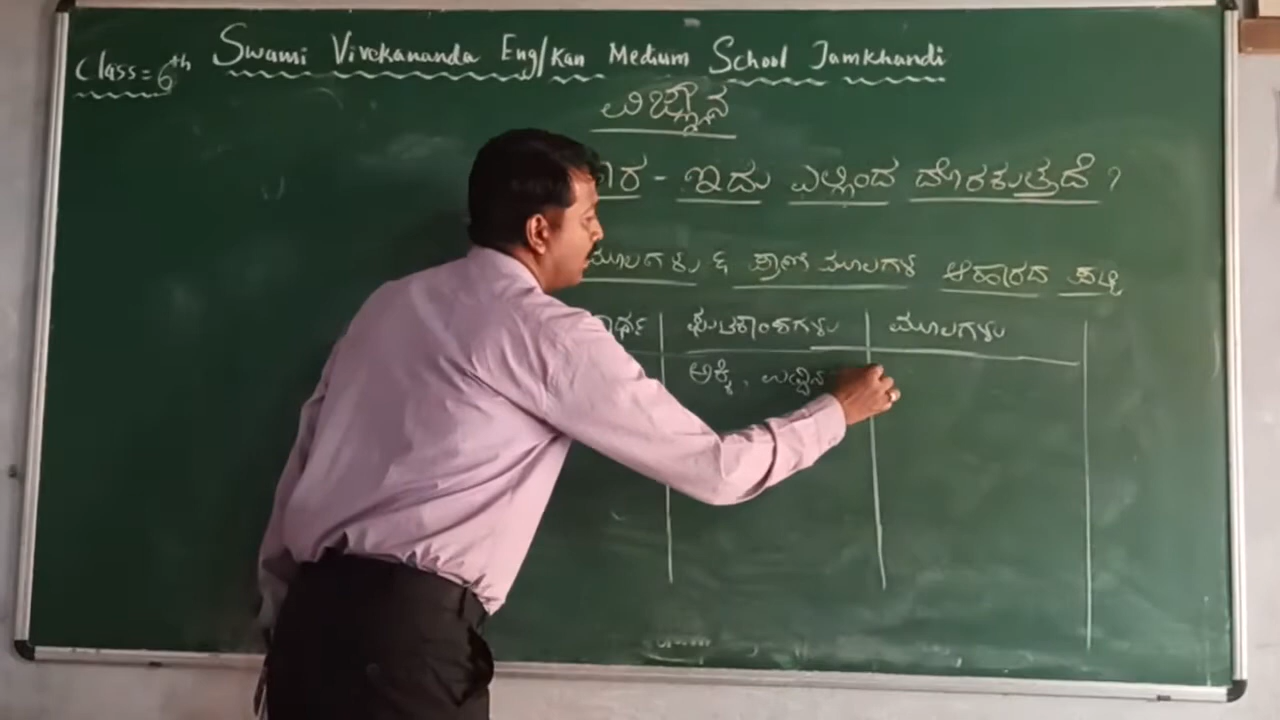 Class = 6th Swami Vivekananda Eng/Kan Medium School Jamkhandi
ವಿಜ್ಞಾನ
ಾರ - ಇದು ಎಲ್ಲಿಂದ ದೊರಕುತ್ತದೆ ?
ಮೂಲಗಳು & ಪ್ರಾಣಿ ಮೂಲಗಳ ಆಹಾರದ ಪಟ್ಟಿ
ಾರ್ಥ ಘಟಕಾಂಶಗಳು ಮೂಲಗಳು
ಅಕ್ಕಿ, ಉದ್ದಿನ